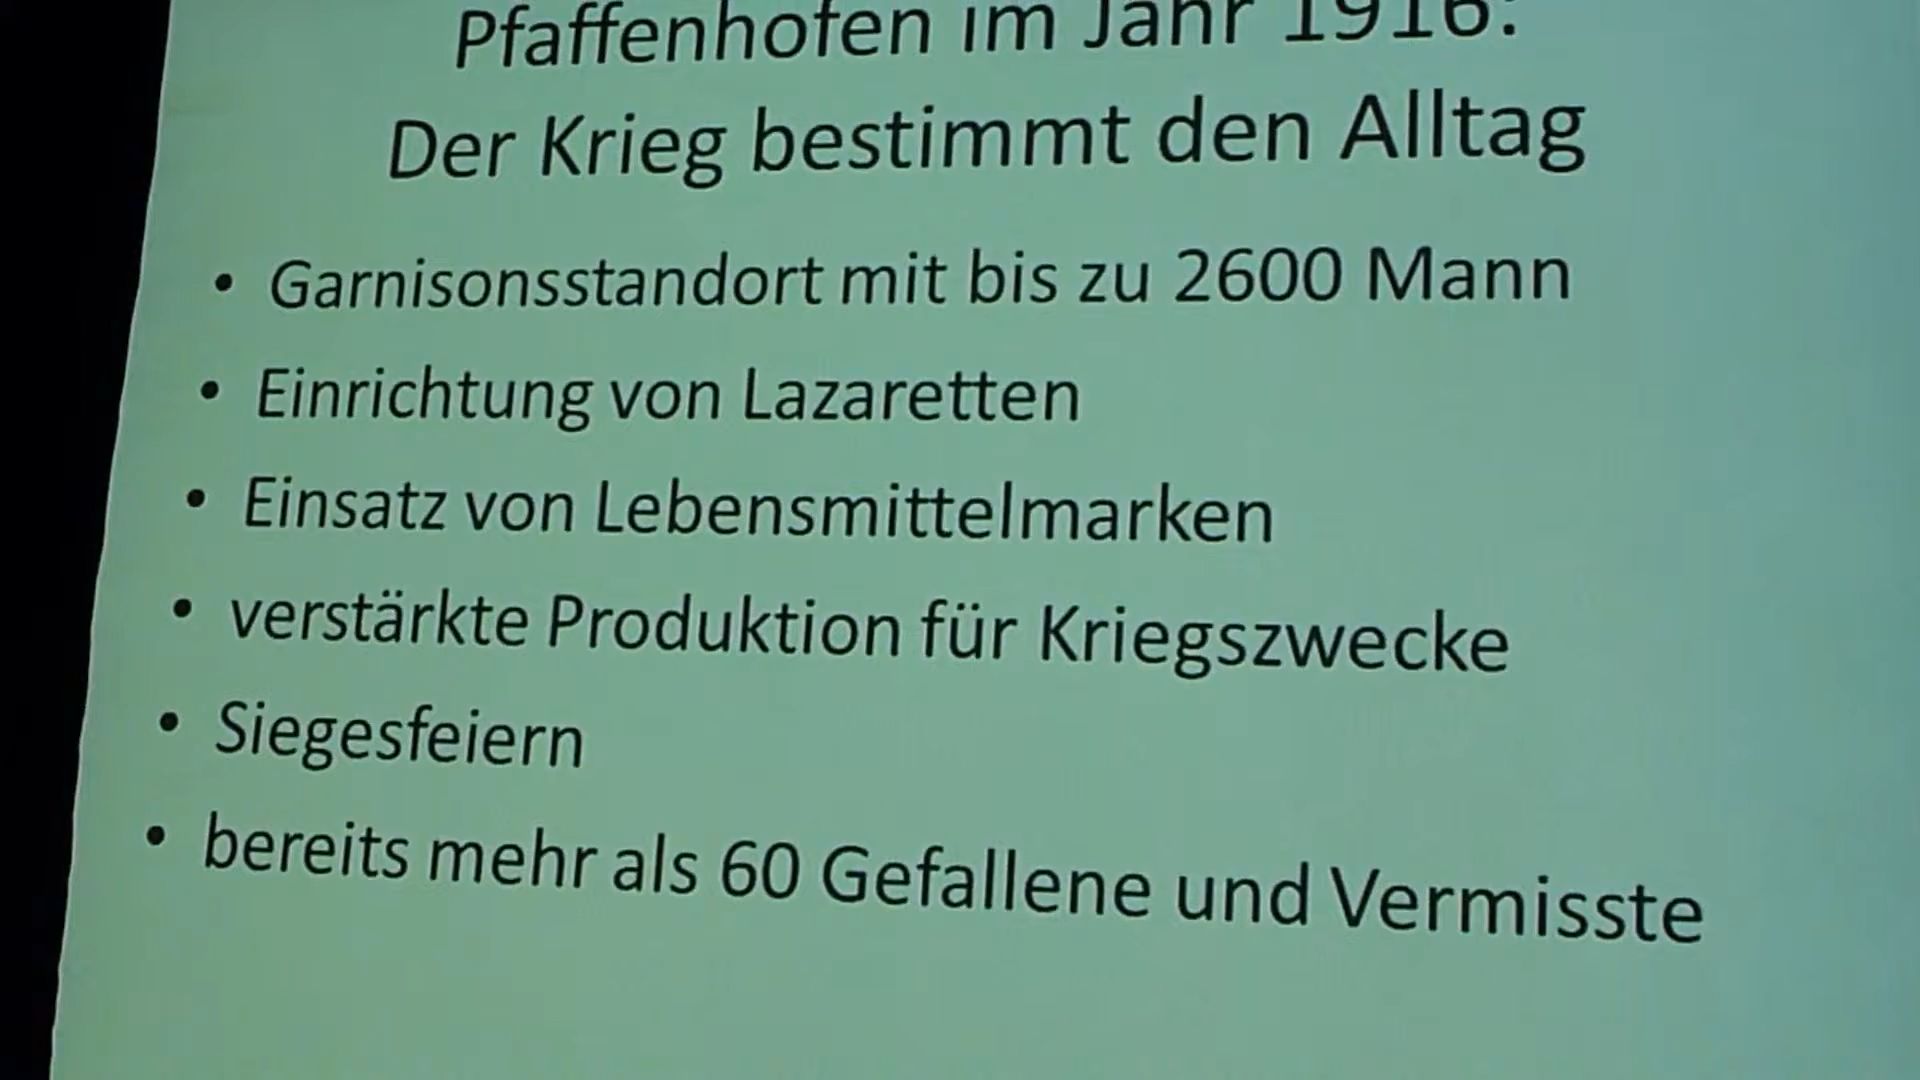 Pfaffenhofen im Jahr 1916:
Der Krieg bestimmt den Alltag
• Garnisonsstandort mit bis zu 2600 Mann
• Einrichtung von Lazaretten
• Einsatz von Lebensmittelmarken
• verstärkte Produktion für Kriegszwecke
• Siegesfeiern
• bereits mehr als 60 Gefallene und Vermisste